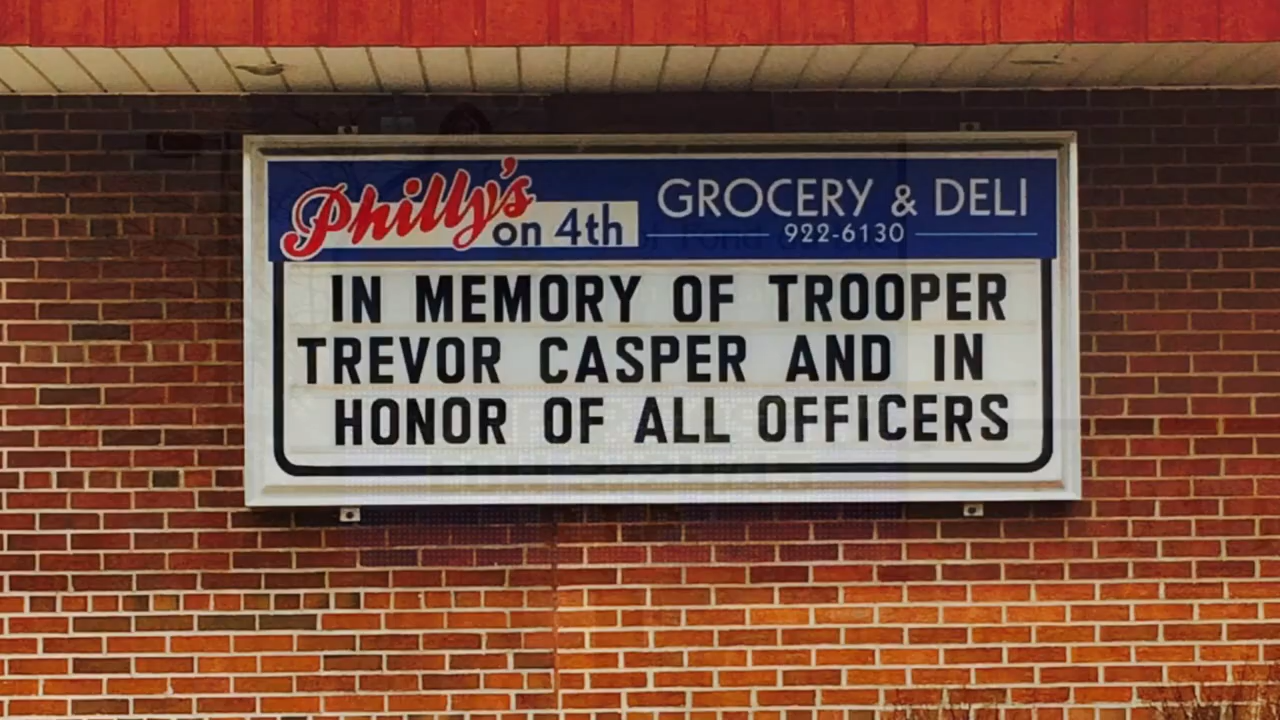 Philly's
on 4th
GROCERY & DELI
922-6130
IN MEMORY OF TROOPER
TREVOR CASPER AND IN
HONOR OF ALL OFFICERS